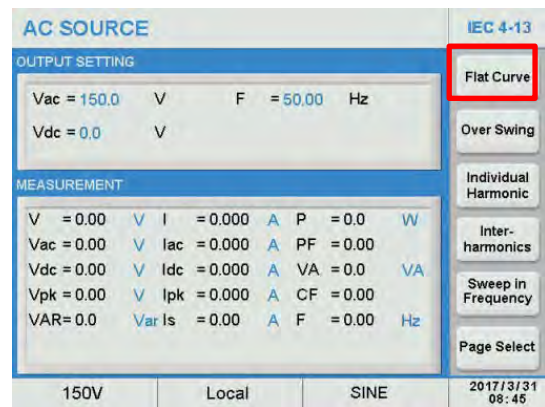 AC SOURCE
IEC 4-13
OUTPUT SETTING
Vac = 150.0 V F = 50.00 Hz
Vdc = 0.0 V
MEASUREMENT
V = 0.00 V I = 0.000 A P = 0.0 W
Vac = 0.00 V Iac = 0.000 A PF = 0.00
Vdc = 0.00 V Idc = 0.000 A VA = 0.0 VA
Vpk = 0.00 V Ipk = 0.000 A CF = 0.00
VAR= 0.0 Var Is = 0.00 A F = 0.00 Hz
Flat Curve
Over Swing
Individual
Harmonic
Inter-
harmonics
Sweep in
Frequency
Page Select
150V Local SINE
2017/3/31
08:45